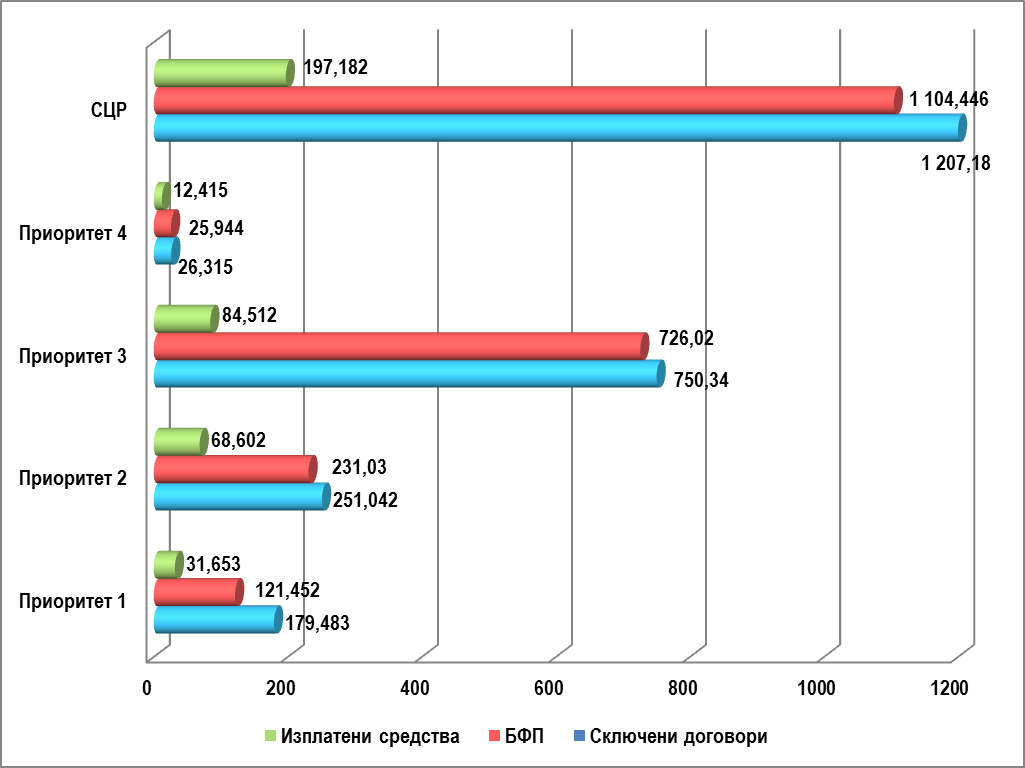 СЦР
197,182
1 104,446
1 207,18
Приоритет 4
12,415
25,944
26,315
Приоритет 3
84,512
726,02
750,34
Приоритет 2
68,602
231,03
251,042
Приоритет 1
31,653
121,452
179,483
0 200 400 600 800 1000 1200
Изплатени средства БФП Сключени договори